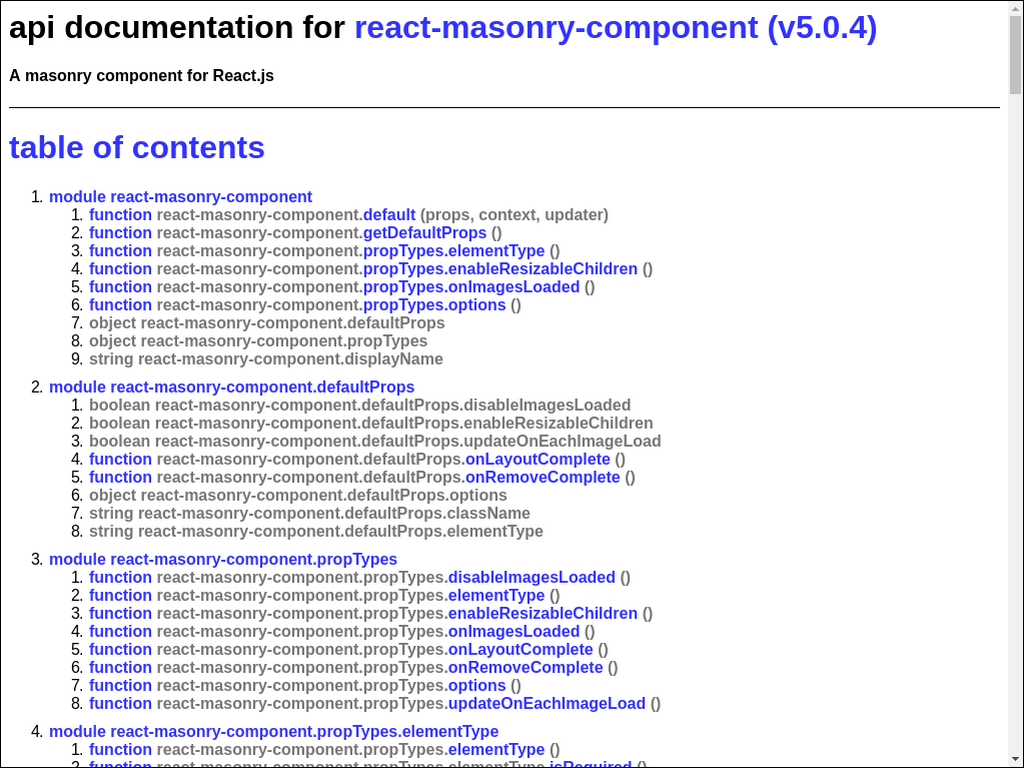 api documentation for react-masonry-component (v5.0.4)
A masonry component for React.js
table of contents
1. module react-masonry-component
1. function react-masonry-component.default (props, context, updater)
2. function react-masonry-component.getDefaultProps ()
3. function react-masonry-component.propTypes.elementType ()
4. function react-masonry-component.propTypes.enableResizableChildren ()
5. function react-masonry-component.propTypes.onImagesLoaded ()
6. function react-masonry-component.propTypes.options ()
7. object react-masonry-component.defaultProps
8. object react-masonry-component.propTypes
9. string react-masonry-component.displayName
2. module react-masonry-component.defaultProps
1. boolean react-masonry-component.defaultProps.disableImagesLoaded
2. boolean react-masonry-component.defaultProps.enableResizableChildren
3. boolean react-masonry-component.defaultProps.updateOnEachImageLoad
4. function react-masonry-component.defaultProps.onLayoutComplete ()
5. function react-masonry-component.defaultProps.onRemoveComplete ()
6. object react-masonry-component.defaultProps.options
7. string react-masonry-component.defaultProps.className
8. string react-masonry-component.defaultProps.elementType
3. module react-masonry-component.propTypes
1. function react-masonry-component.propTypes.disableImagesLoaded ()
2. function react-masonry-component.propTypes.elementType ()
3. function react-masonry-component.propTypes.enableResizableChildren ()
4. function react-masonry-component.propTypes.onImagesLoaded ()
5. function react-masonry-component.propTypes.onLayoutComplete ()
6. function react-masonry-component.propTypes.onRemoveComplete ()
7. function react-masonry-component.propTypes.options ()
8. function react-masonry-component.propTypes.updateOnEachImageLoad ()
4. module react-masonry-component.propTypes.elementType
1. function react-masonry-component.propTypes.elementType ()
2. function react-masonry-component.propTypes.elementType.isRequired ()